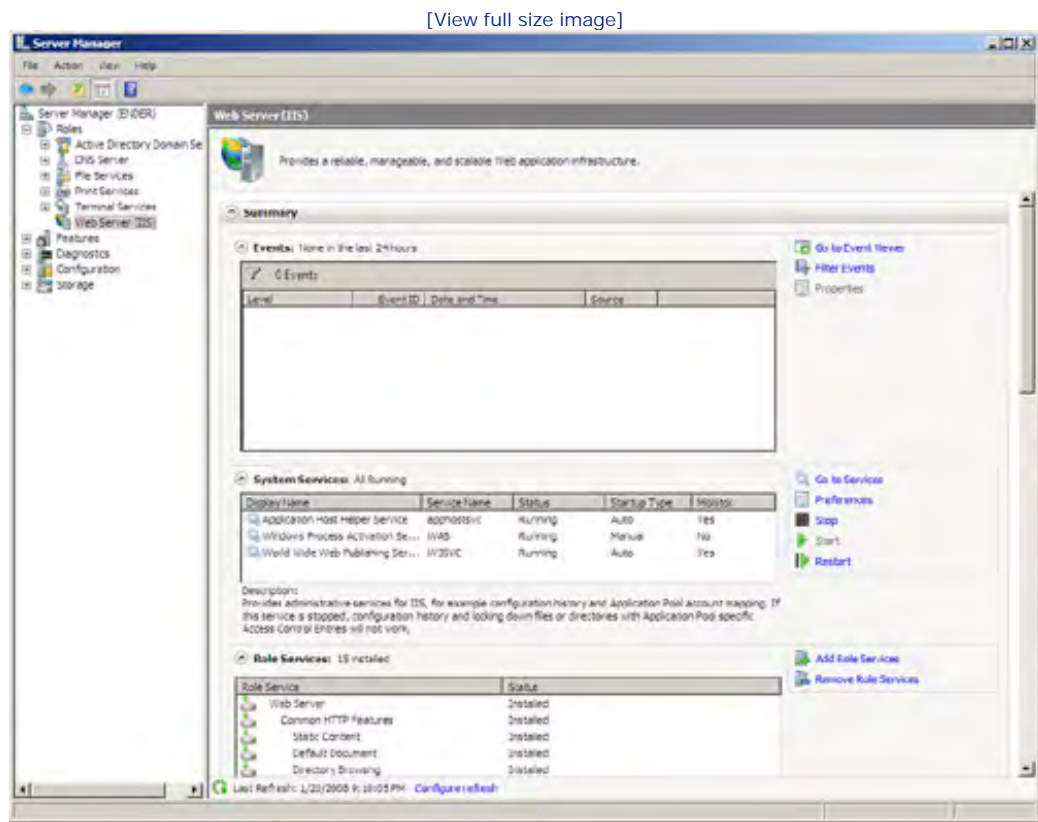 [View full size image]
Server Manager
File Action View Help
Server Manager (ENDER)
Roles
Active Directory Domain Se
DNS Server
File Services
Print Services
Terminal Services
Web Server (IIS)
Features
Diagnostics
Configuration
Storage
Web Server (IIS)
Provides a reliable, manageable, and scalable Web application infrastructure.
Summary
Events: None in the last 24 hours
0 Events
Level Event ID Date and Time Source
Go to Event Viewer
Filter Events
Properties
System Services: All Running
Display Name Service Name Status Startup Type Monitor
Application Host Helper Service apphostsvc Running Auto Yes
Windows Process Activation Se... WAS Running Manual No
World Wide Web Publishing Ser... W3SVC Running Auto Yes
Go to Services
Preferences
Stop
Start
Restart
Description:
Provides administrative services for IIS, for example configuration history and Application Pool account mapping. If
this service is stopped, configuration history and locking down files or directories with Application Pool specific
Access Control Entries will not work.
Role Services: 15 installed
Role Service Status
Web Server Installed
Common HTTP Features Installed
Static Content Installed
Default Document Installed
Directory Browsing Installed
Add Role Services
Remove Role Services
Last Refresh: 1/20/2008 Configure refresh